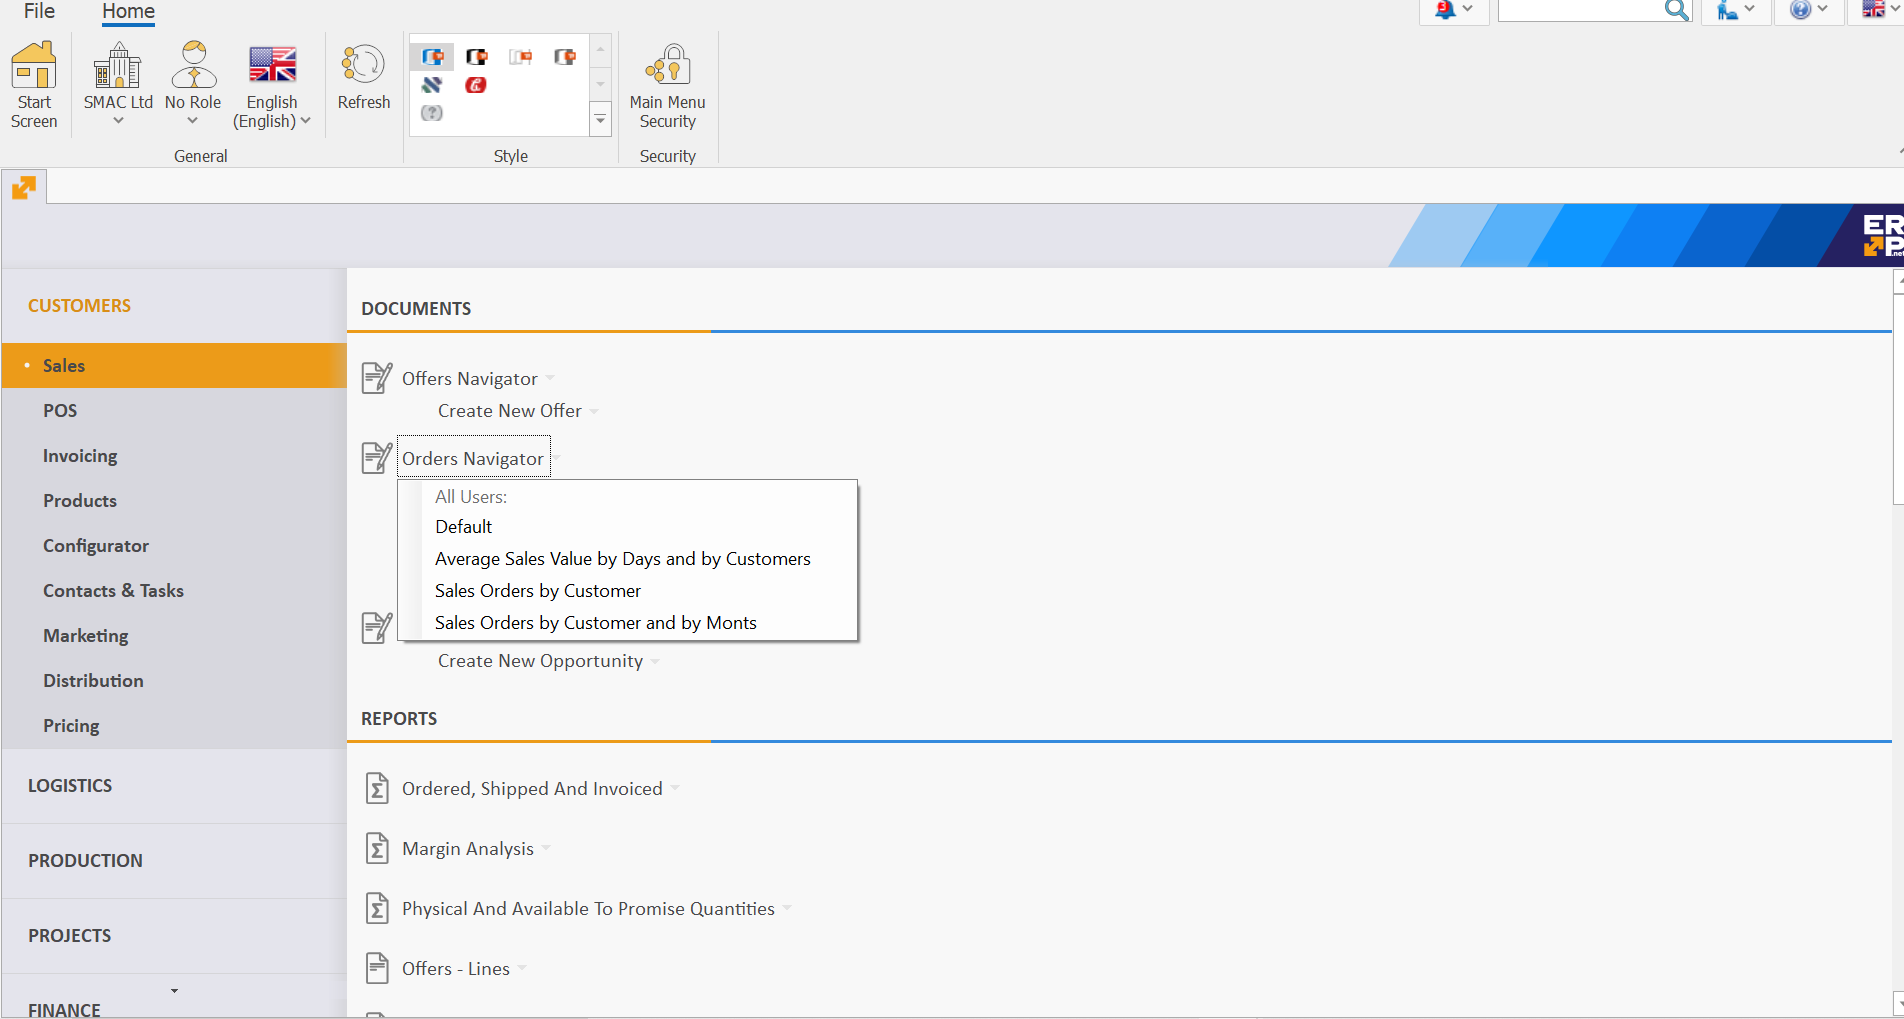 File
Home
3
Start
Screen
SMAC Ltd
No Role
English
(English)
Refresh
Main Menu
Security
General
Style
Security
ER
P
.net
CUSTOMERS
Sales
POS
Invoicing
Products
Configurator
Contacts & Tasks
Marketing
Distribution
Pricing
LOGISTICS
PRODUCTION
PROJECTS
FINANCE
DOCUMENTS
Offers Navigator
Create New Offer
Orders Navigator
All Users:
Default
Average Sales Value by Days and by Customers
Sales Orders by Customer
Sales Orders by Customer and by Monts
Create New Opportunity
REPORTS
Ordered, Shipped And Invoiced
Margin Analysis
Physical And Available To Promise Quantities
Offers - Lines